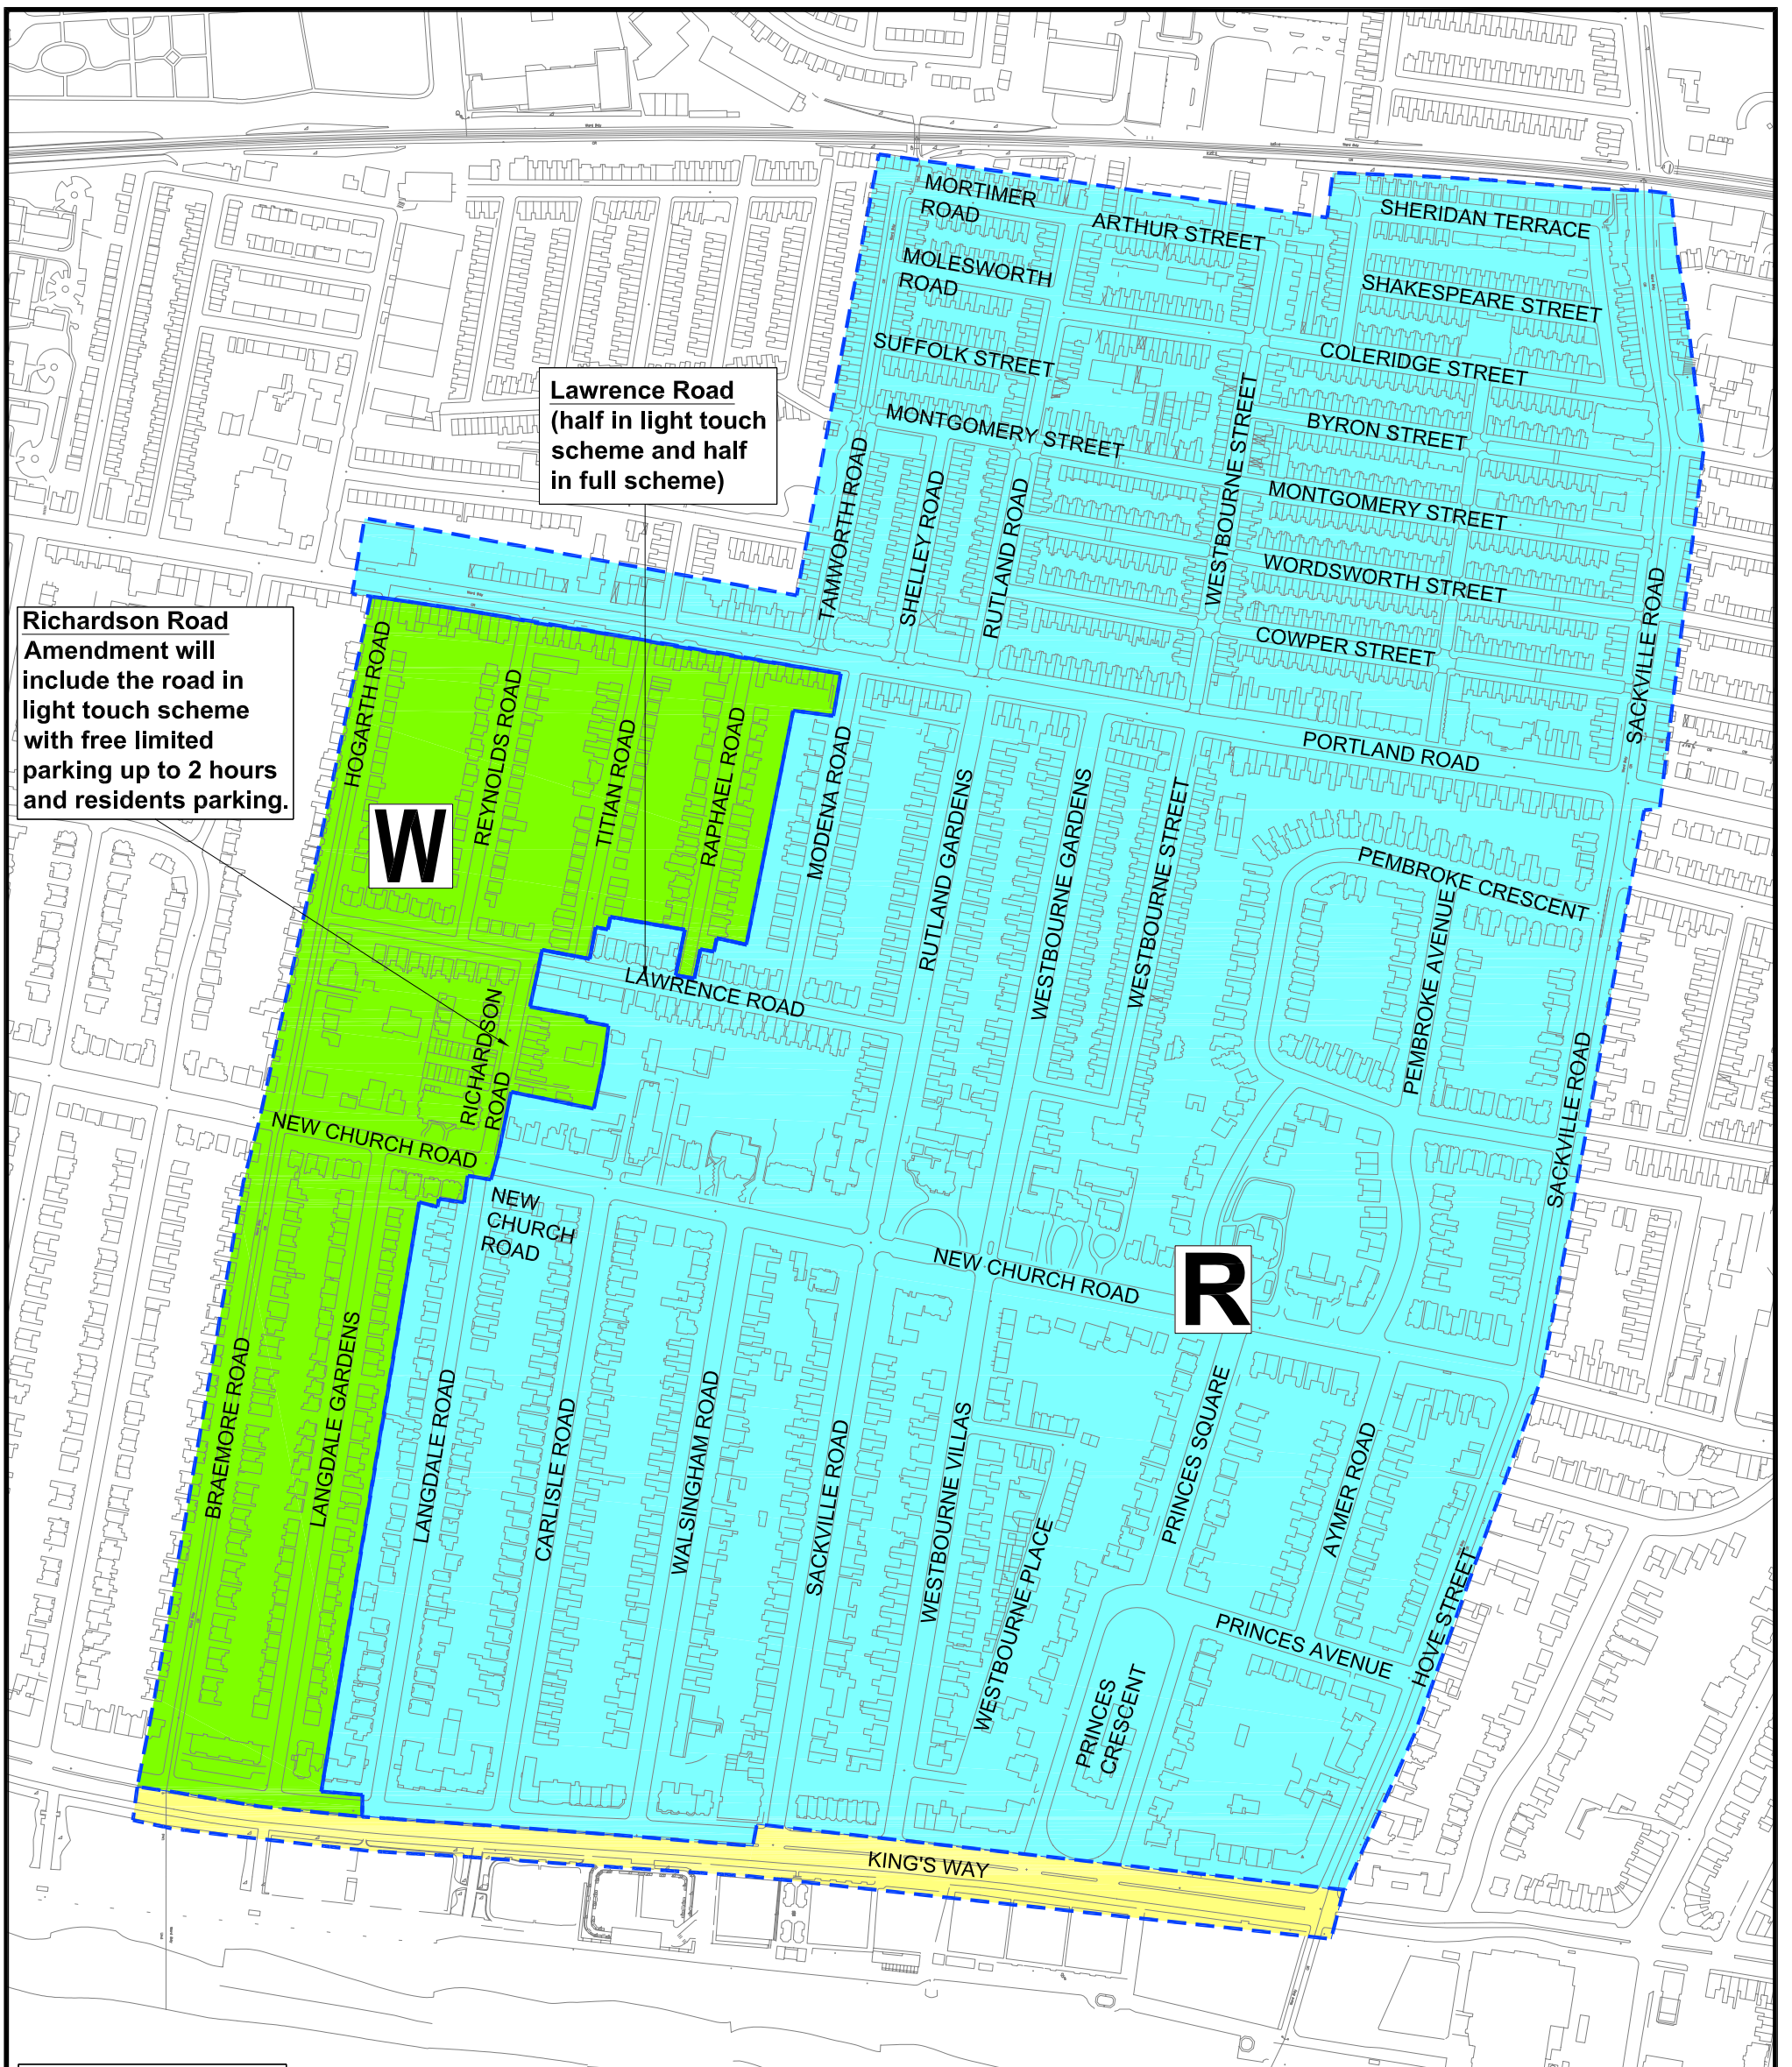 MORTIMER
ROAD
ARTHUR STREET
SHERIDAN TERRACE
MOLESWORTH
ROAD
SHAKESPEARE STREET
SUFFOLK STREET
COLERIDGE STREET
Lawrence Road
(half in light touch
scheme and half
in full scheme)
MONTGOMERY STREET
WESTBOURNE STREET
BYRON STREET
TAMWORTH ROAD
SHELLEY ROAD
RUTLAND ROAD
MONTGOMERY STREET
WORDSWORTH STREET
COWPER STREET
SACKVILLE ROAD
Richardson Road
Amendment will
include the road in
light touch scheme
with free limited
parking up to 2 hours
and residents parking.
HOGARTH ROAD
REYNOLDS ROAD
TITIAN ROAD
RAPHAEL ROAD
MODENA ROAD
RUTLAND GARDENS
WESTBOURNE GARDENS
WESTBOURNE STREET
PORTLAND ROAD
W
PEMBROKE CRESCENT
PEMBROKE AVENUE
LAWRENCE ROAD
RICHARDSON
ROAD
SACKVILLE ROAD
NEW CHURCH ROAD
NEW
CHURCH
ROAD
NEW CHURCH ROAD
R
BRAEMORE ROAD
LANGDALE GARDENS
LANGDALE ROAD
CARLISLE ROAD
WALSINGHAM ROAD
SACKVILLE ROAD
WESTBOURNE VILLAS
WESTBOURNE PLACE
PRINCES SQUARE
AYMER ROAD
HOVE STREET
PRINCES AVENUE
PRINCES
CRESCENT
KING'S WAY